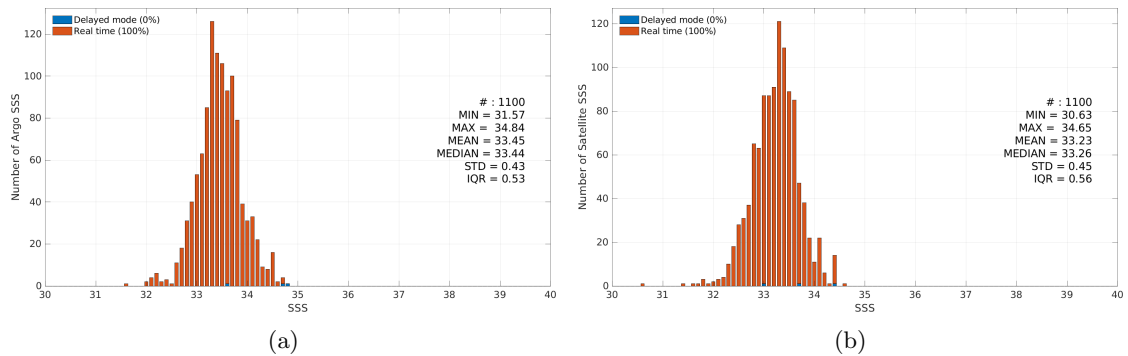 Delayed mode (0%)
Real time (100%)
120
100
80
60
40
20
0
Number of Argo SSS
# : 1100
MIN = 31.57
MAX = 34.84
MEAN = 33.45
MEDIAN = 33.44
STD = 0.43
IQR = 0.53
30 31 32 33 34 35 36 37 38 39 40
SSS
(a)
Delayed mode (0%)
Real time (100%)
120
100
80
60
40
20
0
Number of Satellite SSS
# : 1100
MIN = 30.63
MAX = 34.65
MEAN = 33.23
MEDIAN = 33.26
STD = 0.45
IQR = 0.56
30 31 32 33 34 35 36 37 38 39 40
SSS
(b)